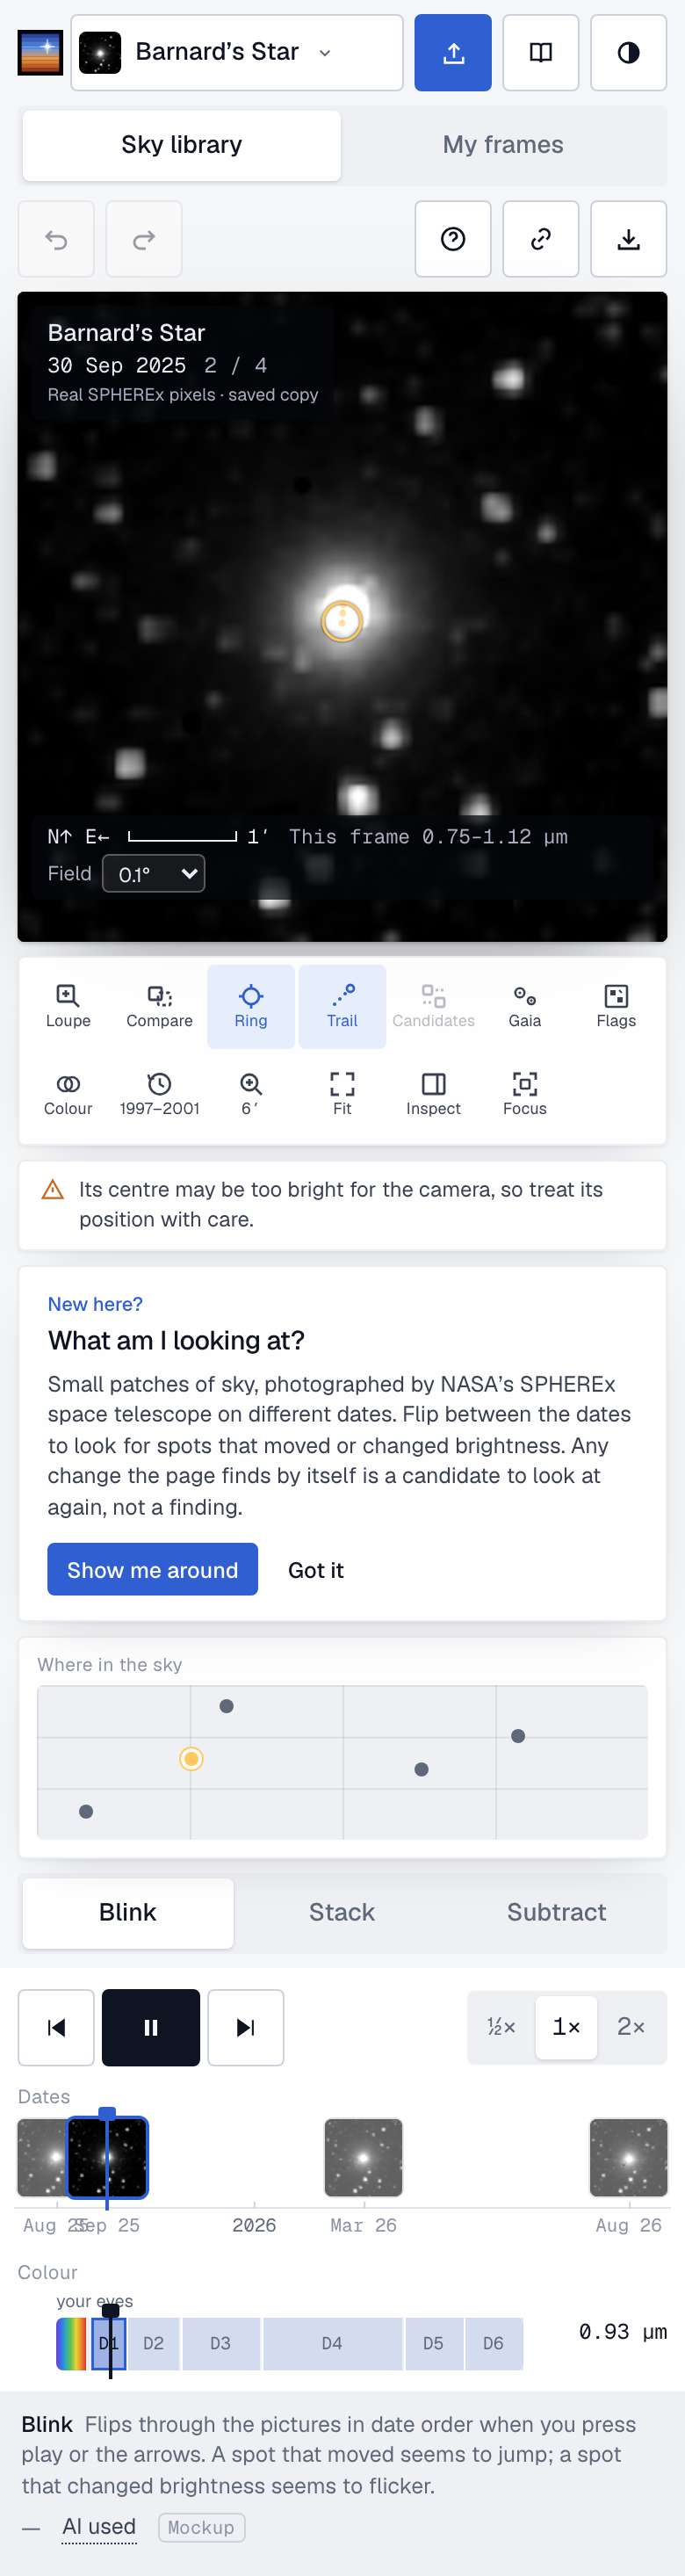 Barnard’s Star
Sky library
My frames
Barnard’s Star
30 Sep 2025 2 / 4
Real SPHEREx pixels · saved copy
N↑ E← 1′ This frame 0.75–1.12 µm
Field 0.1°
Loupe Compare Ring Trail Candidates Gaia Flags
Colour 1997–2001 6′ Fit Inspect Focus
Its centre may be too bright for the camera, so treat its
position with care.
New here?
What am I looking at?
Small patches of sky, photographed by NASA’s SPHEREx
space telescope on different dates. Flip between the dates
to look for spots that moved or changed brightness. Any
change the page finds by itself is a candidate to look at
again, not a finding.
Show me around Got it
Where in the sky
Blink Stack Subtract
½× 1× 2×
Dates
Aug 25 Sep 25 2026 Mar 26 Aug 26
Colour
your eyes
D1 D2 D3 D4 D5 D6 0.93 µm
Blink Flips through the pictures in date order when you press
play or the arrows. A spot that moved seems to jump; a spot
that changed brightness seems to flicker.
— AI used Mockup